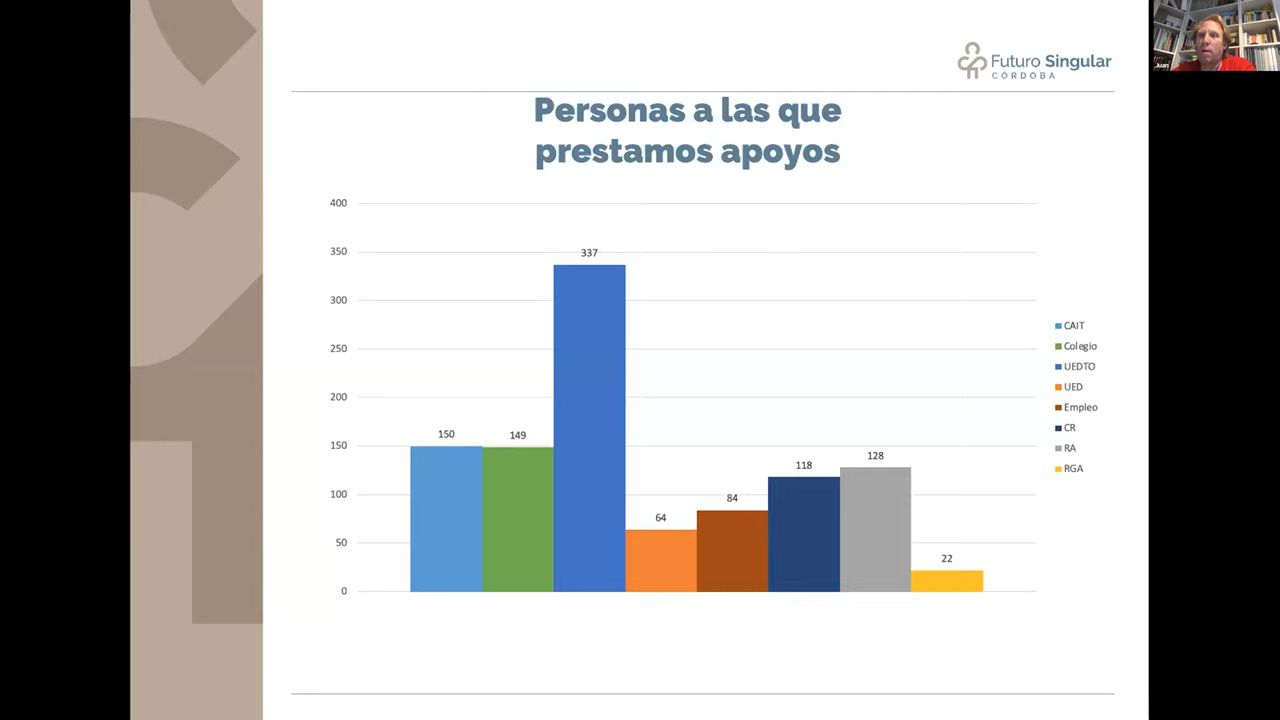 Juan
Futuro Singular
CÓRDOBA
Personas a las que
prestamos apoyos
400
350
300
250
200
150
100
50
0
150
149
337
64
84
118
128
22
CAIT
Colegio
UEDTO
UED
Empleo
CR
RA
RGA